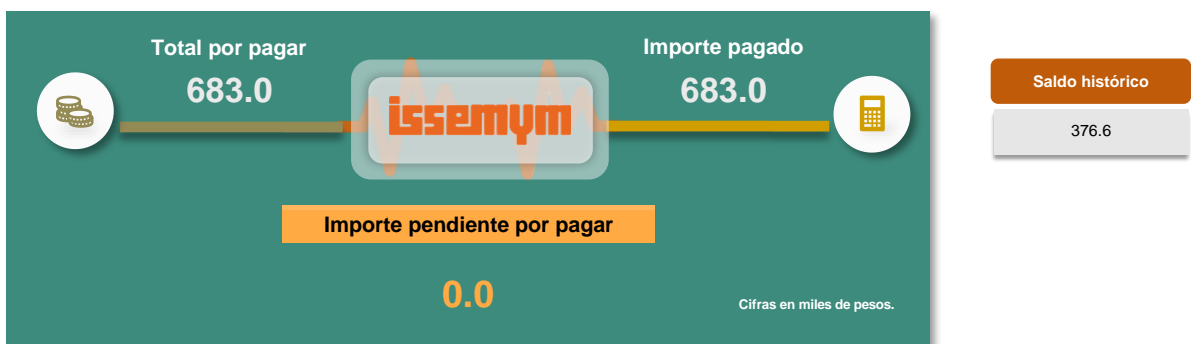 Total por pagar
683.0
issemym
Importe pagado
683.0
Saldo histórico
376.6
Importe pendiente por pagar
0.0
Cifras en miles de pesos.